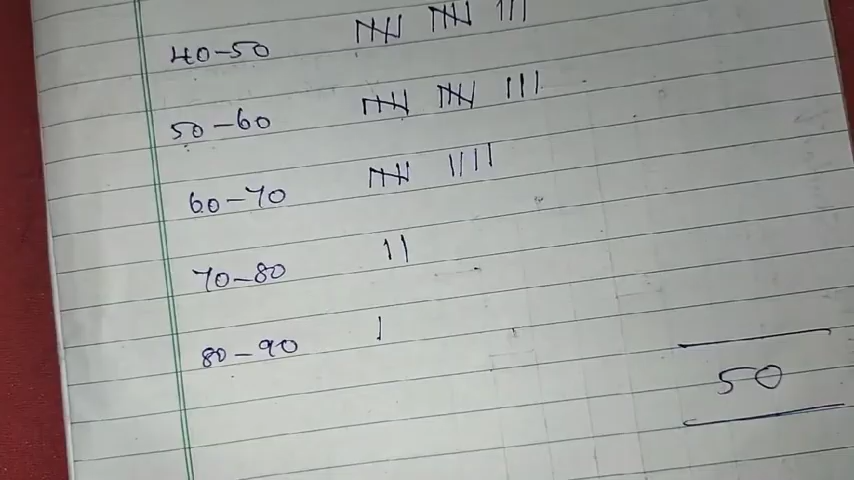 40-50 𝍸 𝍸 |||
50-60 𝍸 𝍸 |||
60-70 𝍸 ||||
70-80 ||
80-90 |
50